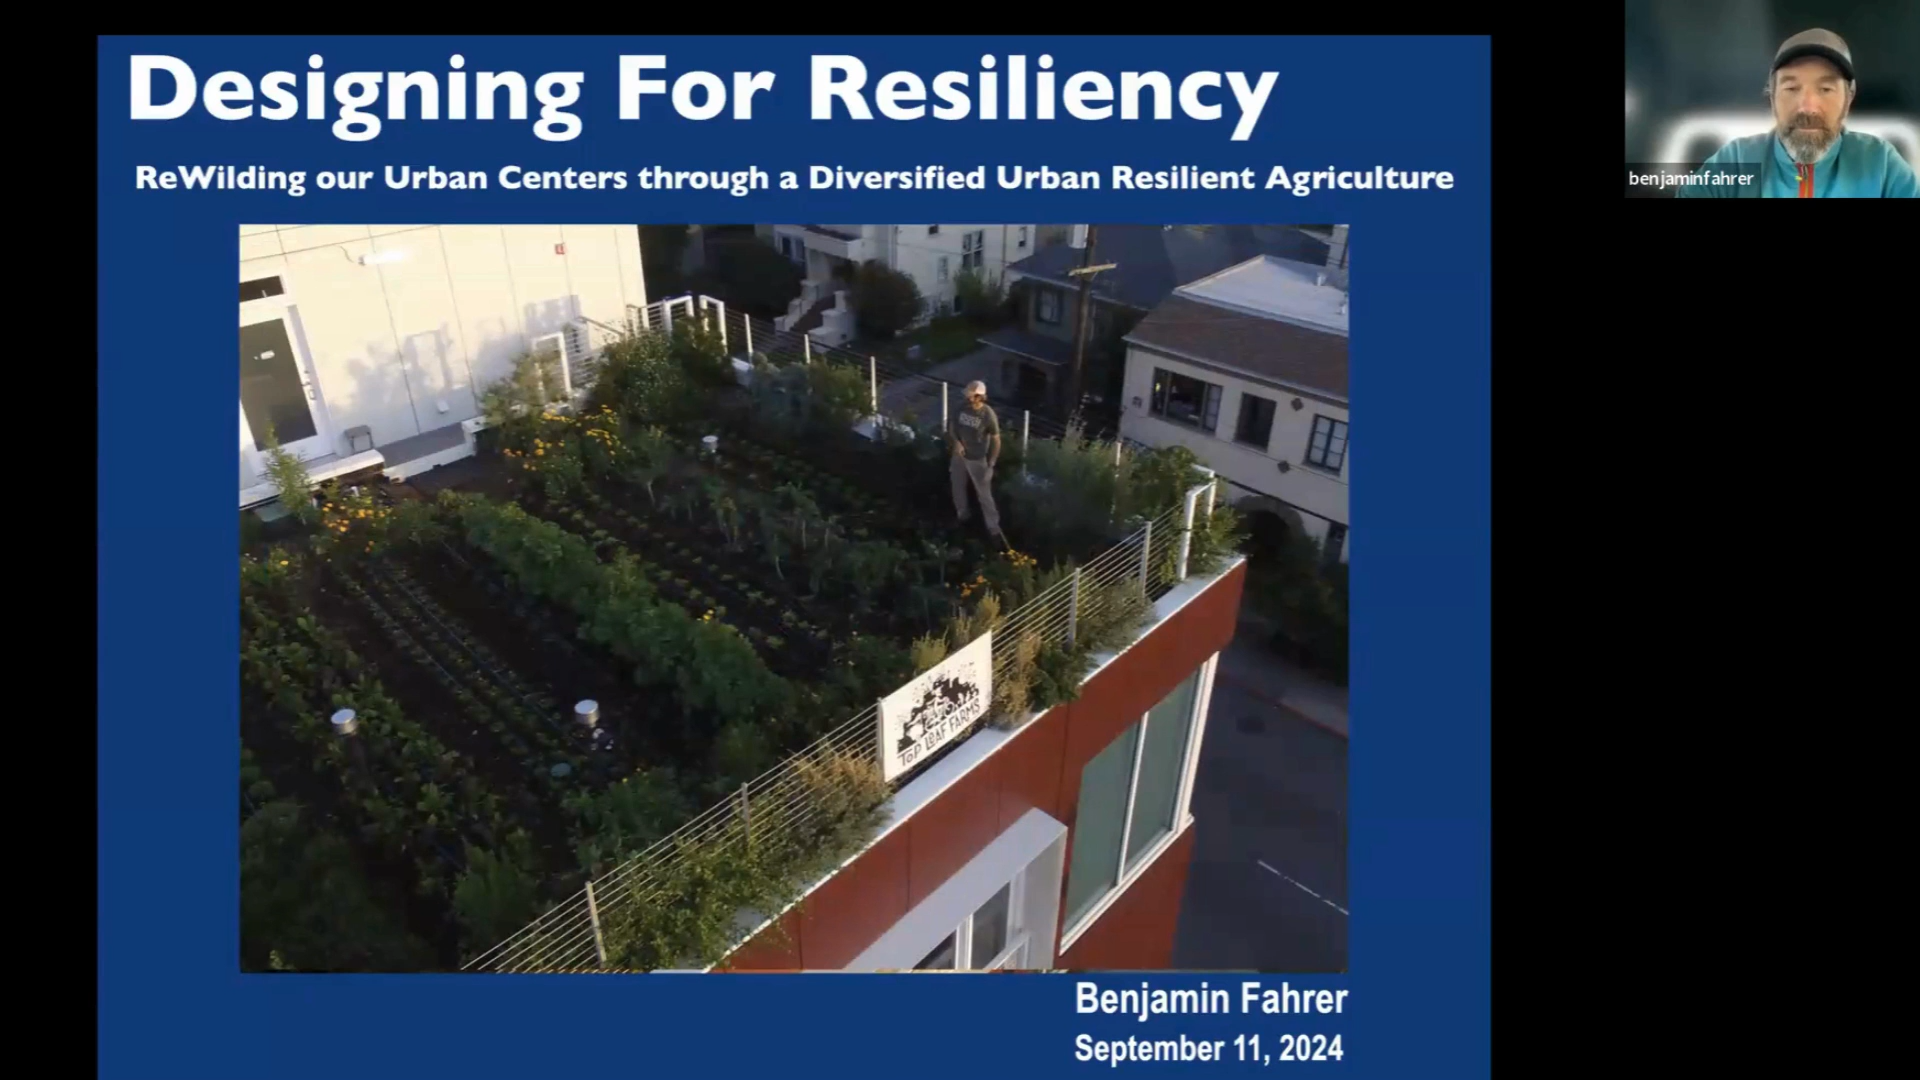 Designing For Resiliency
ReWilding our Urban Centers through a Diversified Urban Resilient Agriculture
benjaminfahrer
TOP LEAF FARMS
Benjamin Fahrer
September 11, 2024